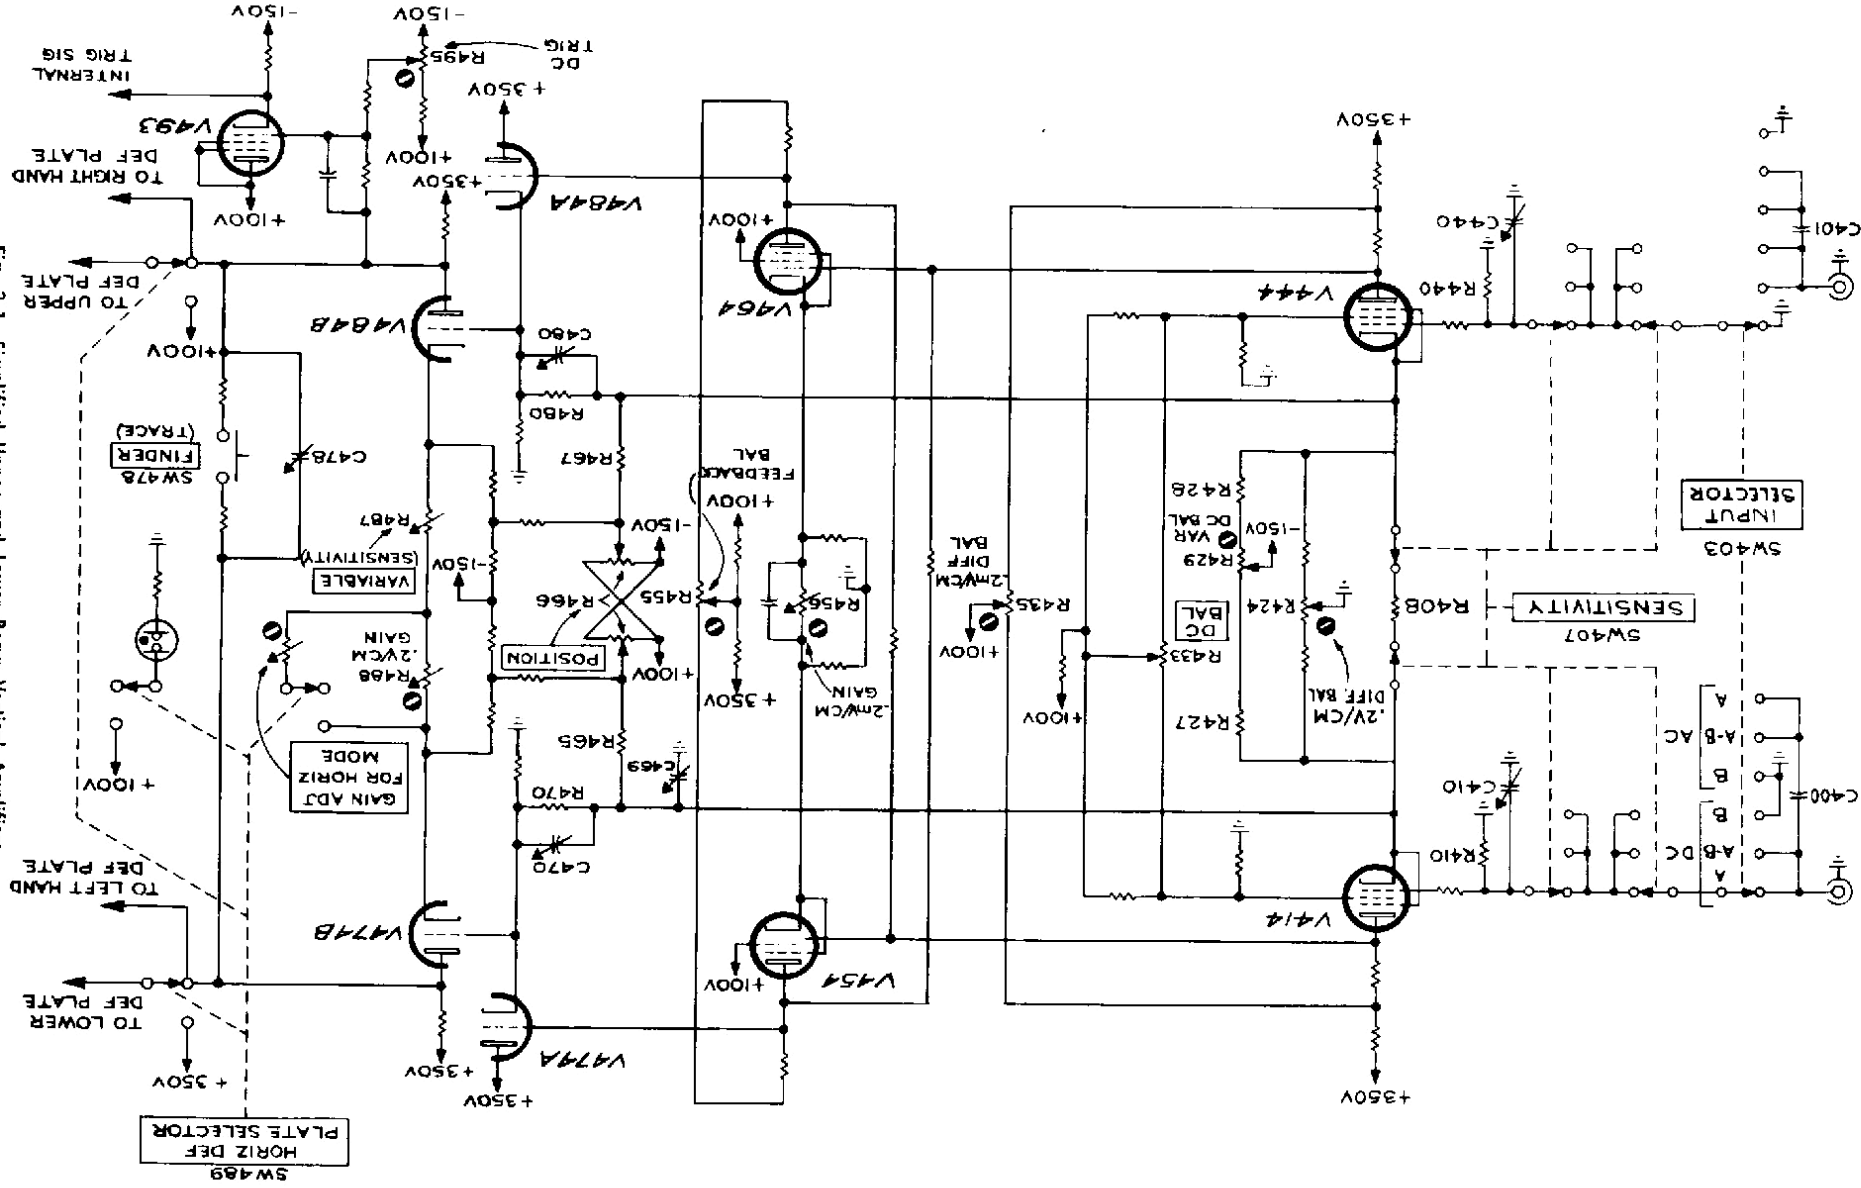 SW489
HORIZ DEF
PLATE SELECTOR
+350V
+350V
+350V
+350V
V474A
TO LOWER
DEF PLATE
V454
+100V
V414
V474B
TO LEFT HAND
DEF PLATE
C400
A
A-B DC
B
B
A-B AC
A
R410
C410
C470
R470
C469
R465
GAIN ADJ
FOR HORIZ
MODE
+100V
.2V/CM
DIFF BAL
R427
+100V
.2mV/CM
GAIN
+350V
+100V
POSITION
R488
.2V/CM
GAIN
SW407
SENSITIVITY
R408
R424
R429
VAR
DC BAL
-150V
R428
R433
DC
BAL
R435
+100V
.2mV/CM
DIFF
BAL
R456
R455
R466
-150V
VARIABLE
(SENSITIVITY)
R487
SW403
INPUT
SELECTOR
+100V
FEEDBACK
BAL
-150V
R467
C478
SW478
FINDER
(TRACE)
R480
C480
+100V
V484B
V444
V464
R440
C440
C401
+100V
TO UPPER
DEF PLATE
V484A
+350V
+100V
TO RIGHT HAND
DEF PLATE
+100V
V493
+350V
+350V
DC
TRIG
R495
INTERNAL
TRIG SIG
-150V
-150V